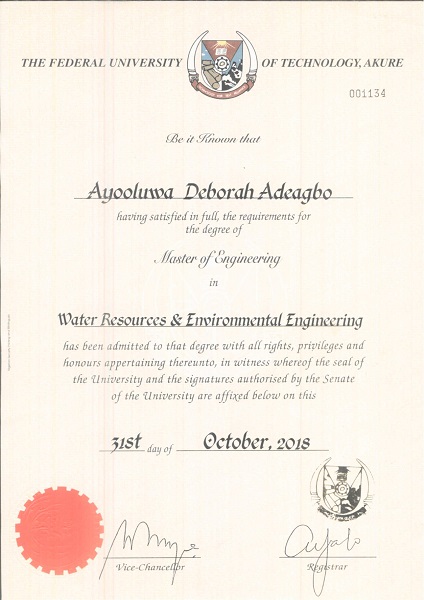 THE FEDERAL UNIVERSITY OF TECHNOLOGY, AKURE
001134
Be it Known that
Ayooluwa Deborah Adeagbo
having satisfied in full, the requirements for
the degree of
Master of Engineering
in
Water Resources & Environmental Engineering
has been admitted to that degree with all rights, privileges and
honours appertaining thereunto, in witness whereof the seal of
the University and the signatures authorised by the Senate
of the University are affixed below on this
31st day of October, 2018
Vice-Chancellor
Registrar